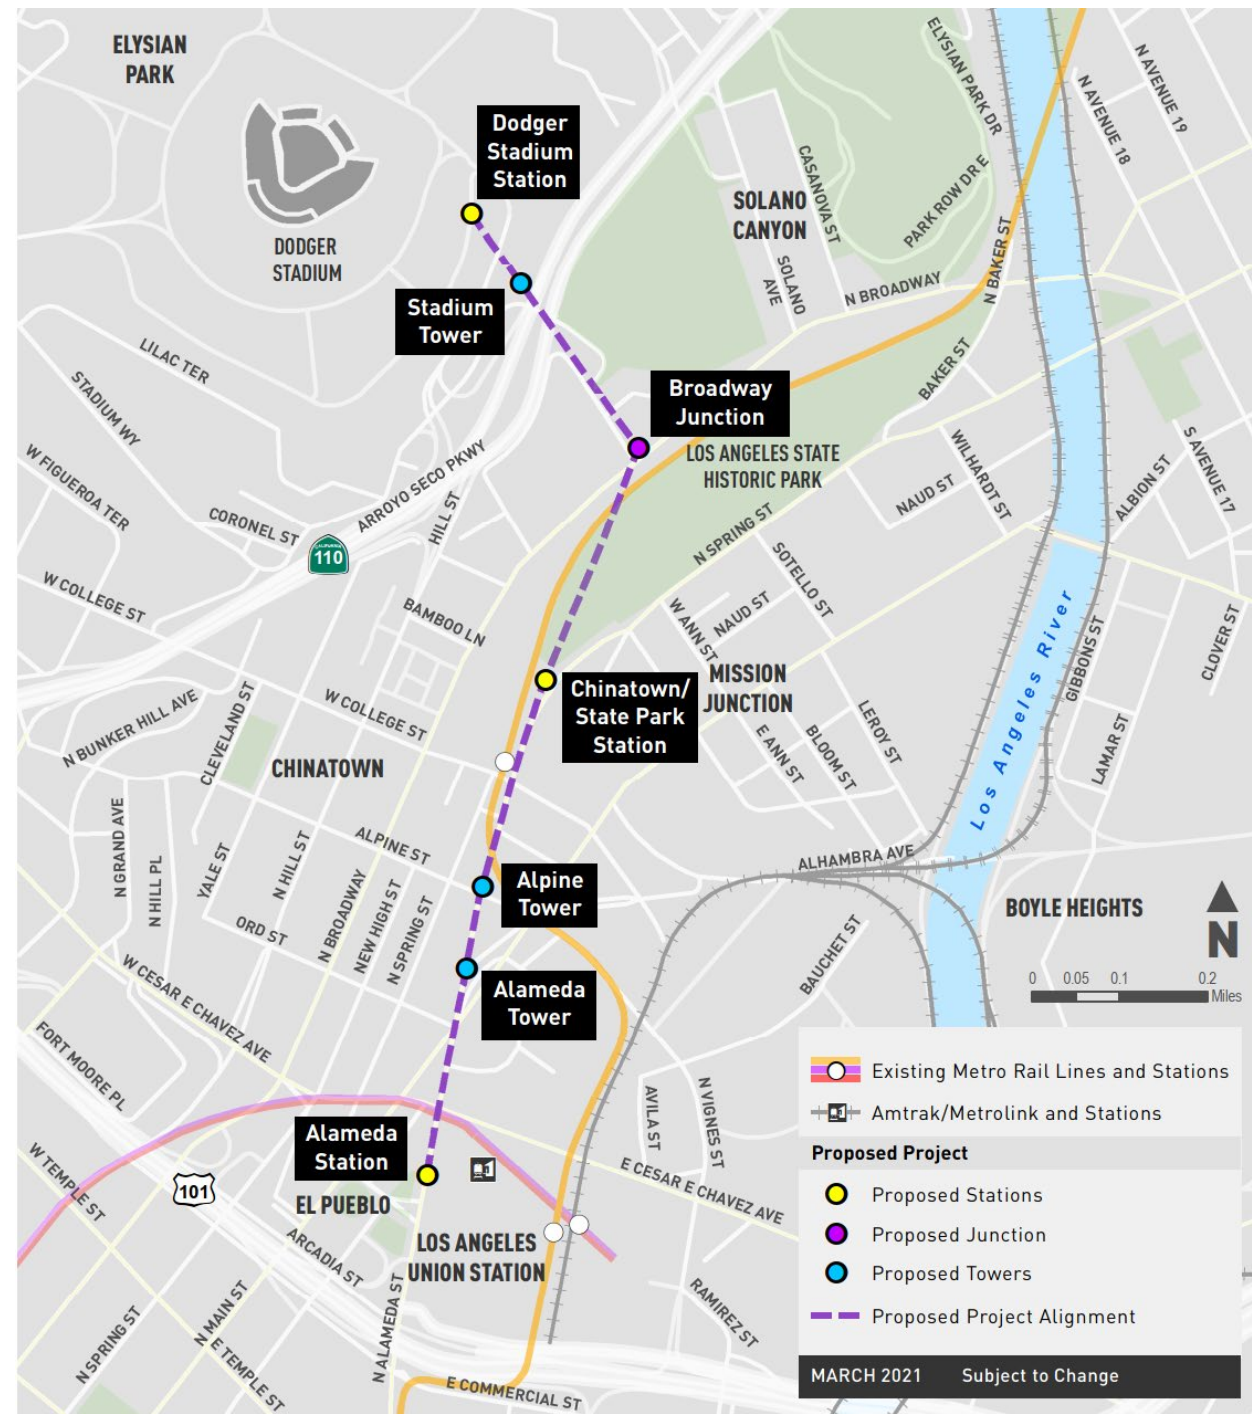 ELYSIAN
PARK
Dodger
Stadium
Station
DODGER
STADIUM
Stadium
Tower
SOLANO
CANYON
CASANOVA ST
SOLANO
AVE
ELYSIAN PARK DR
PARK ROW DR E
N BROADWAY
N BAKER ST
N AVENUE 19
N AVENUE 18
BAKER ST
LILAC TER
STADIUM WY
W FIGUEROA TER
CORONEL ST
ARROYO SECO PKWY
HILL ST
CALIFORNIA
110
Broadway
Junction
LOS ANGELES STATE
HISTORIC PARK
N SPRING ST
WILHARDT ST
NAUD ST
S AVENUE 17
ALBION ST
W COLLEGE ST
BAMBOO LN
SOTELLO ST
NAUD ST
W ANN ST
Los Angeles River
GIBBONS ST
CLOVER ST
LAMAR ST
MISSION
JUNCTION
Chinatown/
State Park
Station
E ANN ST
BLOOM ST
LEROY ST
N BUNKER HILL AVE
CLEVELAND ST
W COLLEGE ST
CHINATOWN
N GRAND AVE
N HILL PL
YALE ST
N HILL ST
ALPINE ST
ORD ST
N BROADWAY
NEW HIGH ST
N SPRING ST
Alpine
Tower
ALHAMBRA AVE
BOYLE HEIGHTS
BAUCHET ST
N
0 0.05 0.1 0.2
Miles
W CESAR E CHAVEZ AVE
FORT MOORE PL
Alameda
Tower
AVILA ST
N VIGNES ST
Alameda
Station
E CESAR E CHAVEZ AVE
W TEMPLE ST
101
EL PUEBLO
LOS ANGELES
UNION STATION
ARCADIA ST
N SPRING ST
N MAIN ST
E TEMPLE ST
N ALAMEDA ST
E COMMERCIAL ST
RAMIREZ ST
Existing Metro Rail Lines and Stations
Amtrak/Metrolink and Stations
Proposed Project
Proposed Stations
Proposed Junction
Proposed Towers
Proposed Project Alignment
MARCH 2021 Subject to Change